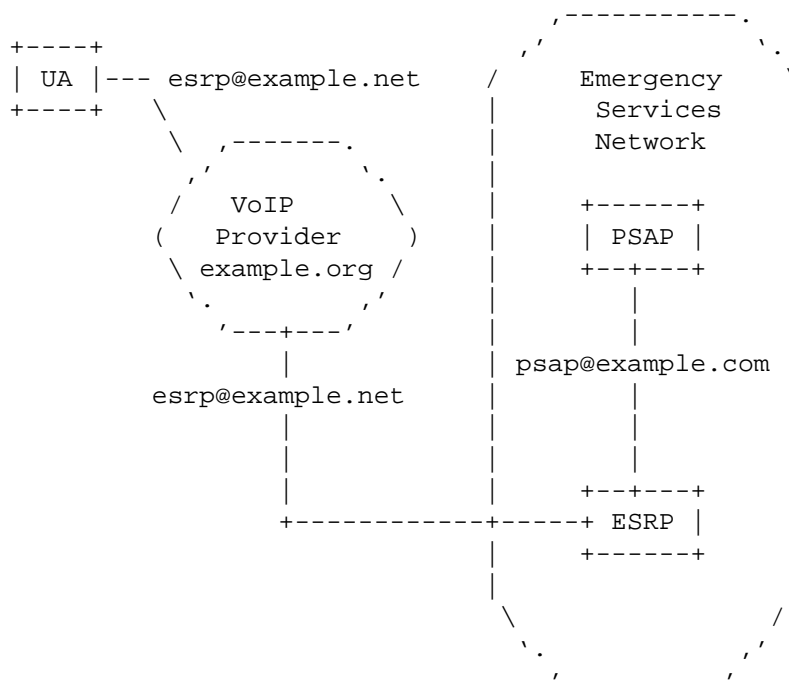 UA
esrp@example.net
Emergency
Services
Network
VoIP
Provider
example.org
PSAP
psap@example.com
esrp@example.net
ESRP